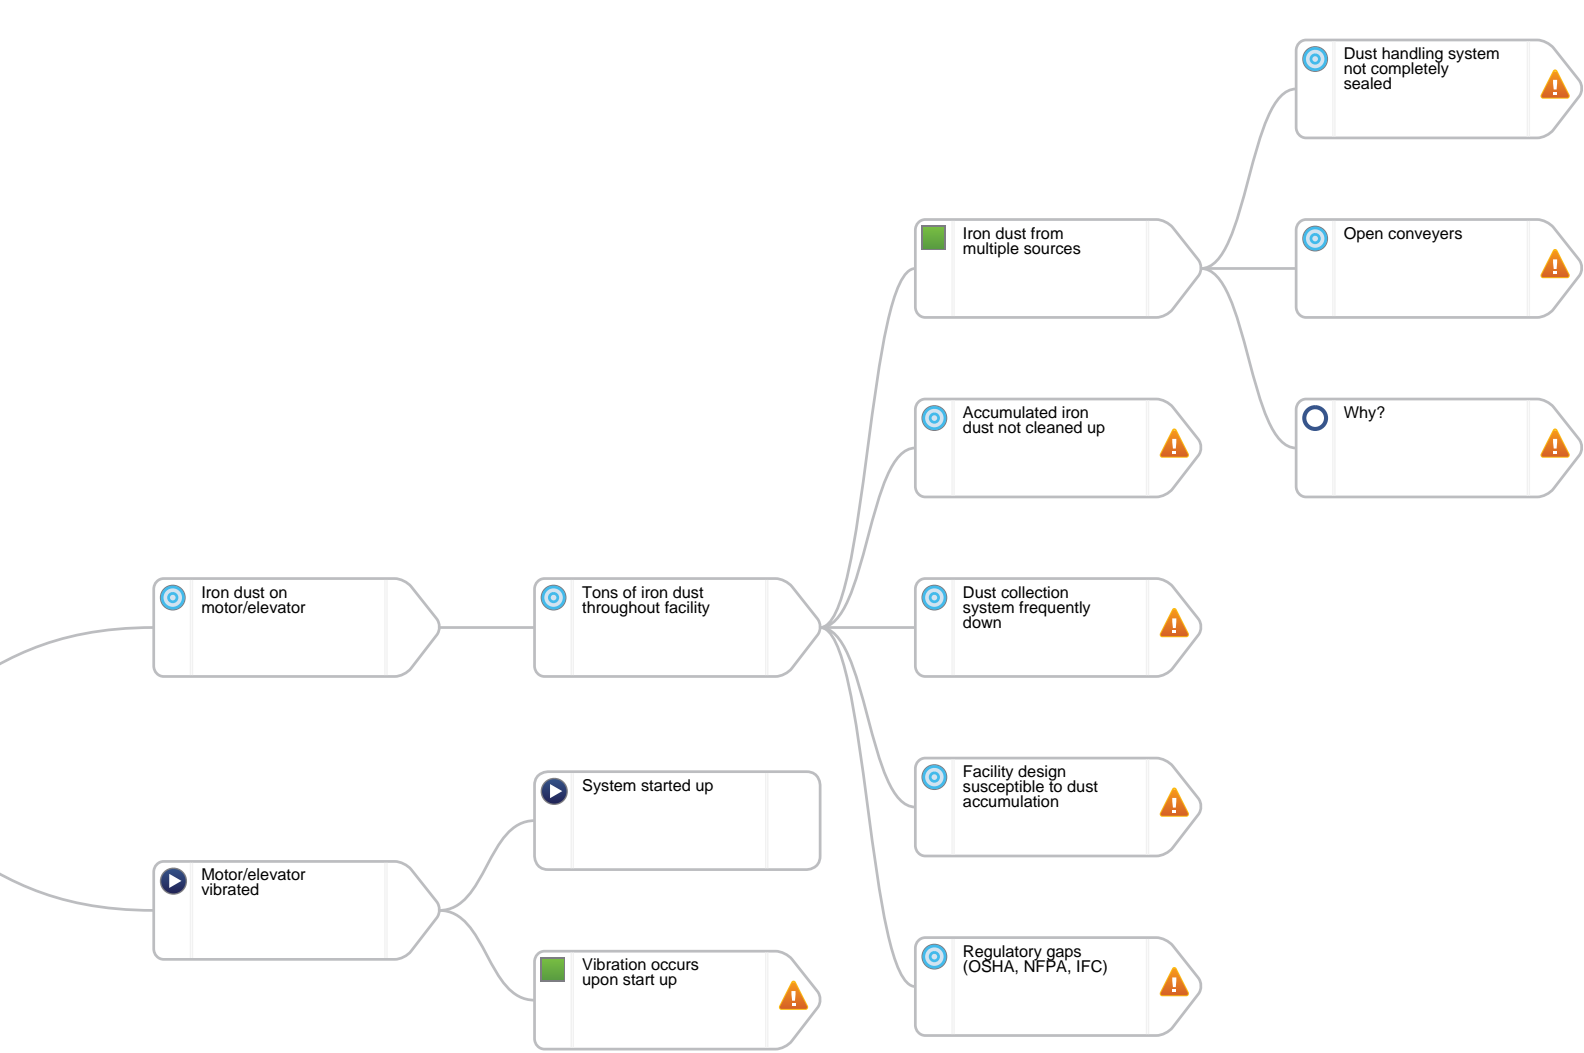 Dust handling system
not completely
sealed
Iron dust from
multiple sources
Open conveyers
Accumulated iron
dust not cleaned up
Why?
Iron dust on
motor/elevator
Tons of iron dust
throughout facility
Dust collection
system frequently
down
System started up
Facility design
susceptible to dust
accumulation
Motor/elevator
vibrated
Vibration occurs
upon start up
Regulatory gaps
(OSHA, NFPA, IFC)